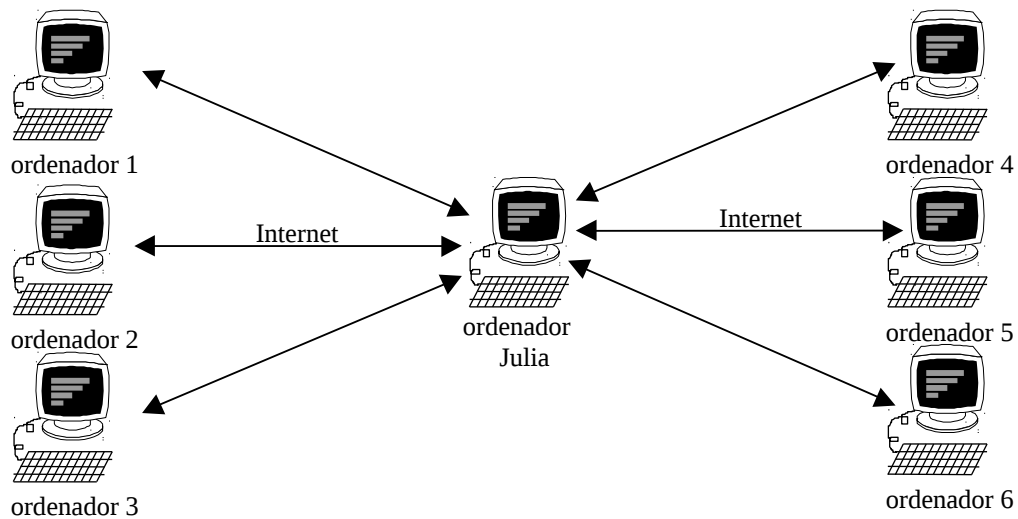 ordenador 1
ordenador 4
Internet
Internet
ordenador 2
ordenador
Julia
ordenador 5
ordenador 3
ordenador 6